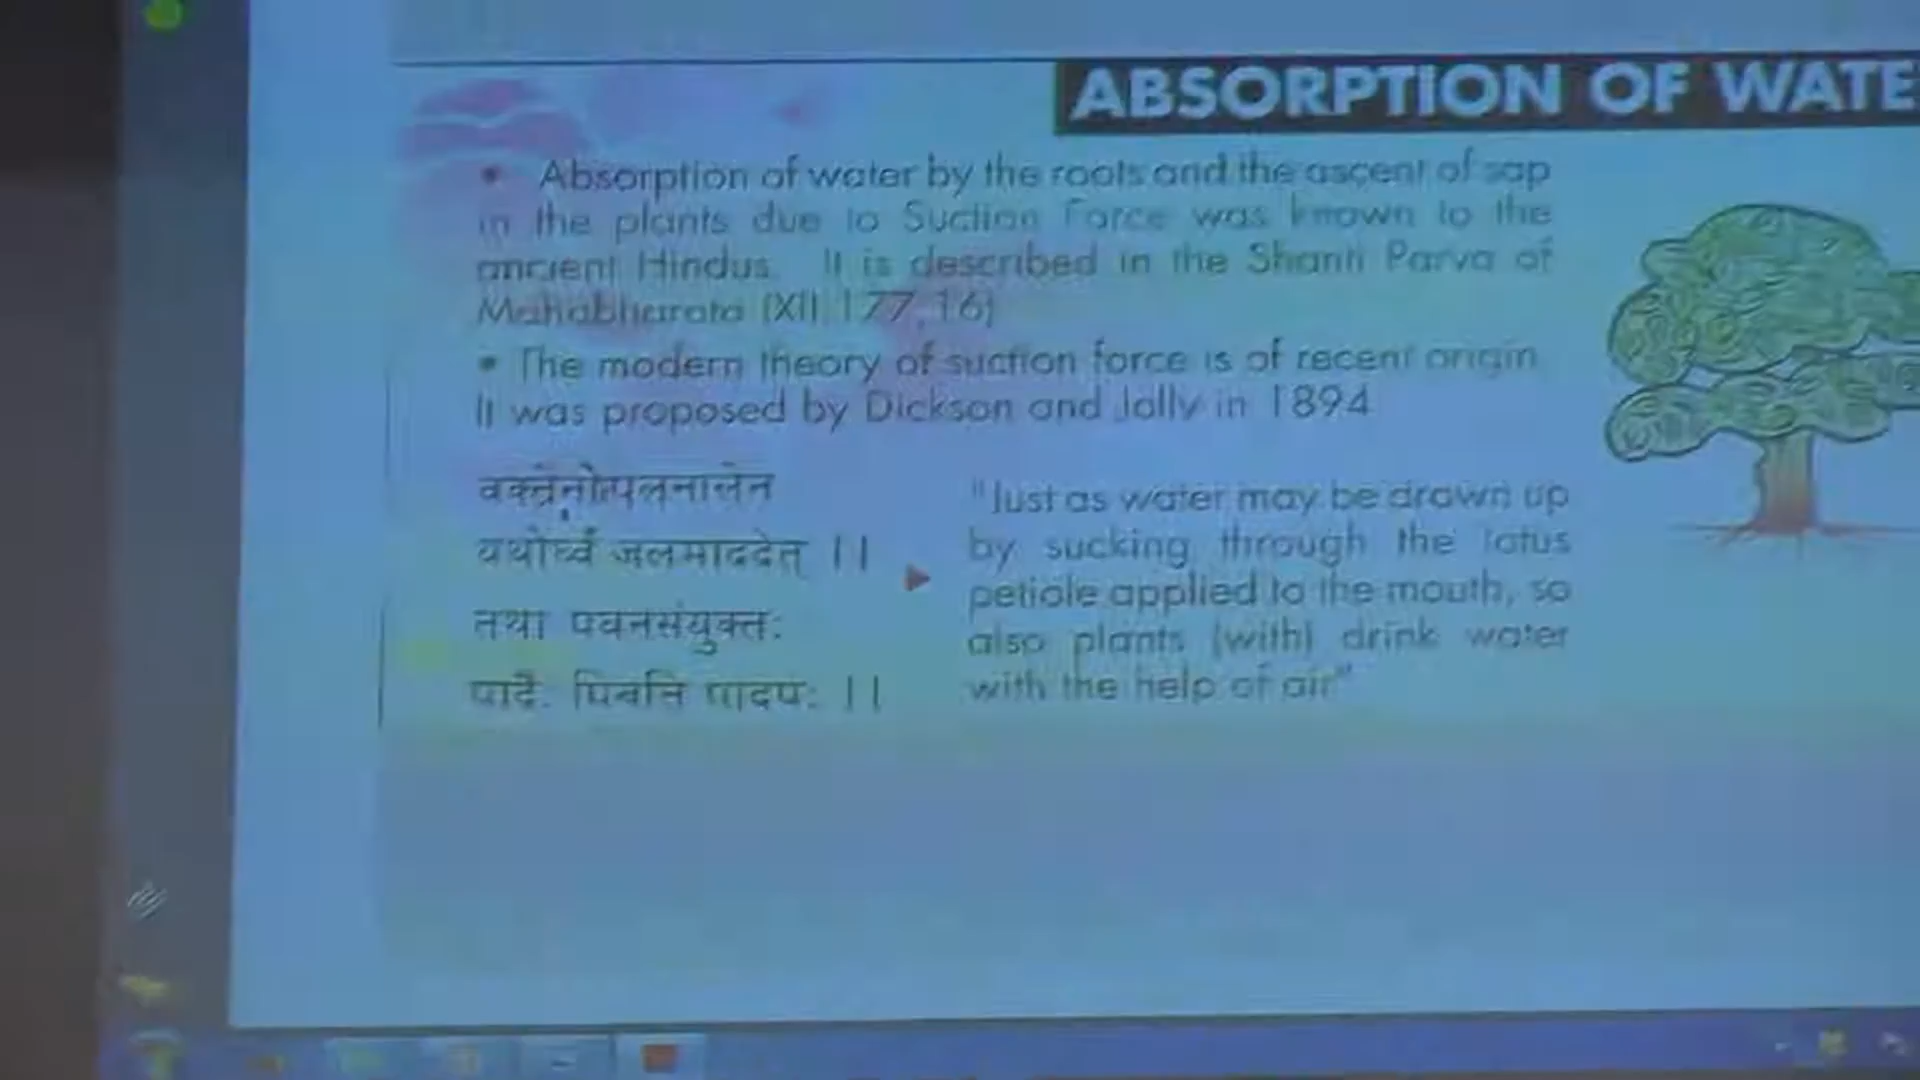 ABSORPTION OF WATE
• Absorption of water by the roots and the ascent of sap
in the plants due to Suction Force was known to the
ancient Hindus. It is described in the Shanti Parva of
Mahabharata (XII, 177, 16)
• The modern theory of suction force is of recent origin
It was proposed by Dickson and Jolly in 1894
वक्त्रेनोत्पलनालेन
यथोर्ध्वं जलमाददेत् ।।
तथा पवनसंयुक्तः
पादैः पिबति पादपः ।।
"Just as water may be drawn up
by sucking through the lotus
petiole applied to the mouth, so
also plants (with) drink water
with the help of air"